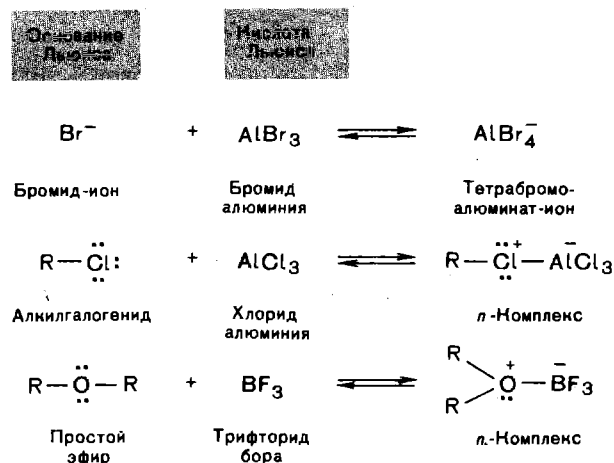 Основание Кислота
Льюиса Льюиса
Br⁻ + AlBr₃ ⇌ AlBr₄⁻
Бромид-ион Бромид Тетрабромо-
алюминия алюминат-ион
R—Cl: + AlCl₃ ⇌ R—Cl⁺—AlCl₃⁻
Алкилгалогенид Хлорид n-Комплекс
алюминия
R—O—R + BF₃ ⇌ R R O⁺—BF₃⁻
Простой Трифторид n-Комплекс
эфир бора